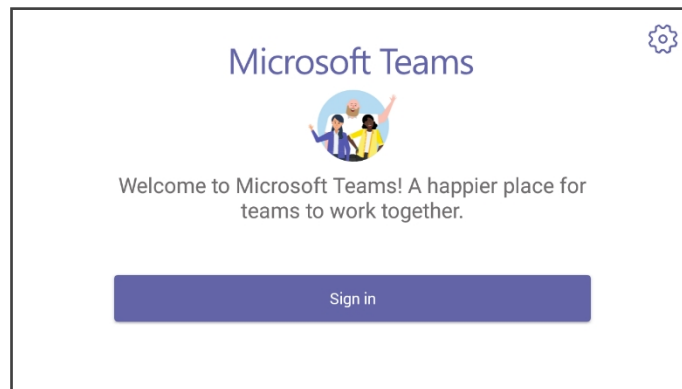 Microsoft Teams
Welcome to Microsoft Teams! A happier place for
teams to work together.
Sign in